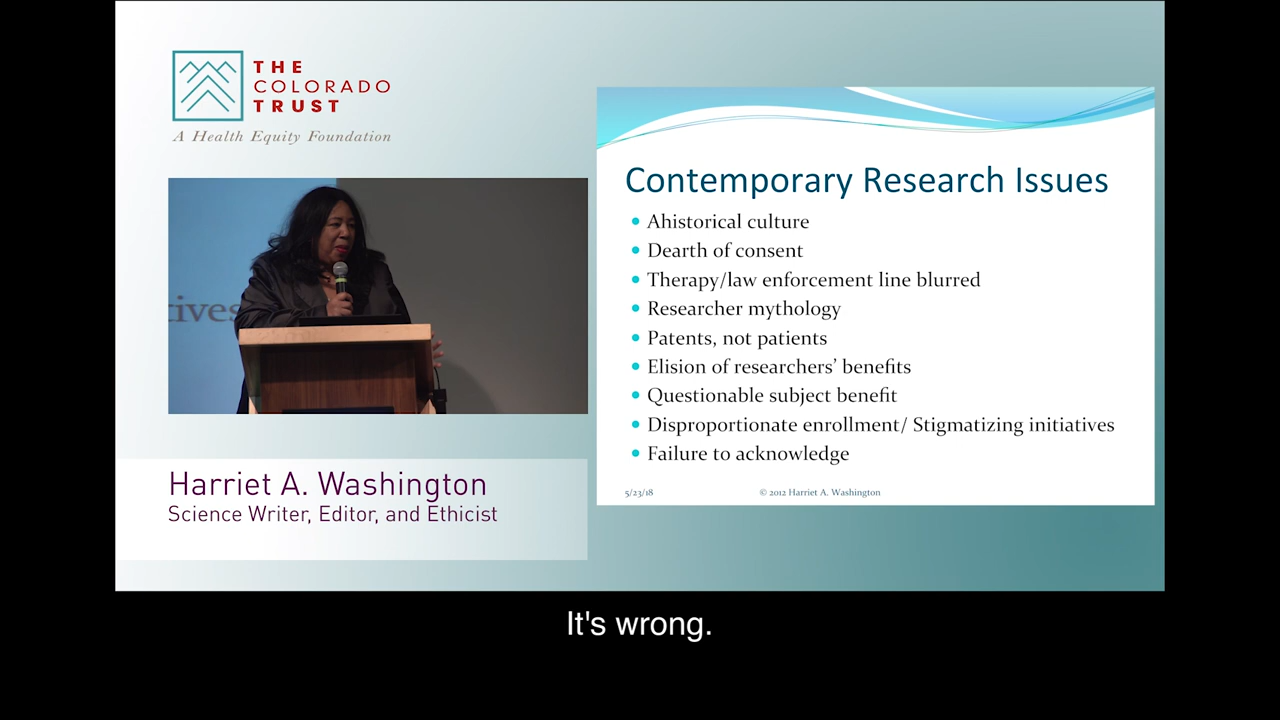 THE
COLORADO
TRUST
A Health Equity Foundation
tives
Harriet A. Washington
Science Writer, Editor, and Ethicist
Contemporary Research Issues
• Ahistorical culture
• Dearth of consent
• Therapy/law enforcement line blurred
• Researcher mythology
• Patents, not patients
• Elision of researchers’ benefits
• Questionable subject benefit
• Disproportionate enrollment/ Stigmatizing initiatives
• Failure to acknowledge
5/23/18
© 2012 Harriet A. Washington
It's wrong.